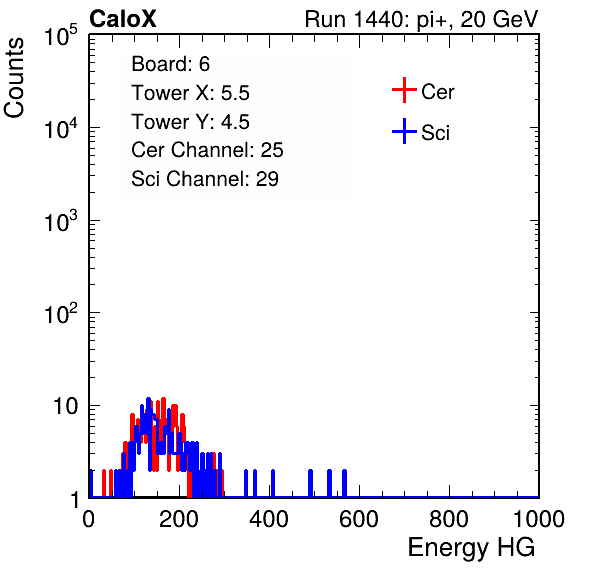 CaloX Run 1440: pi+, 20 GeV
Counts
Board: 6
Tower X: 5.5
Tower Y: 4.5
Cer Channel: 25
Sci Channel: 29
Cer
Sci
10^5
10^4
10^3
10^2
10
1
0 200 400 600 800 1000
Energy HG